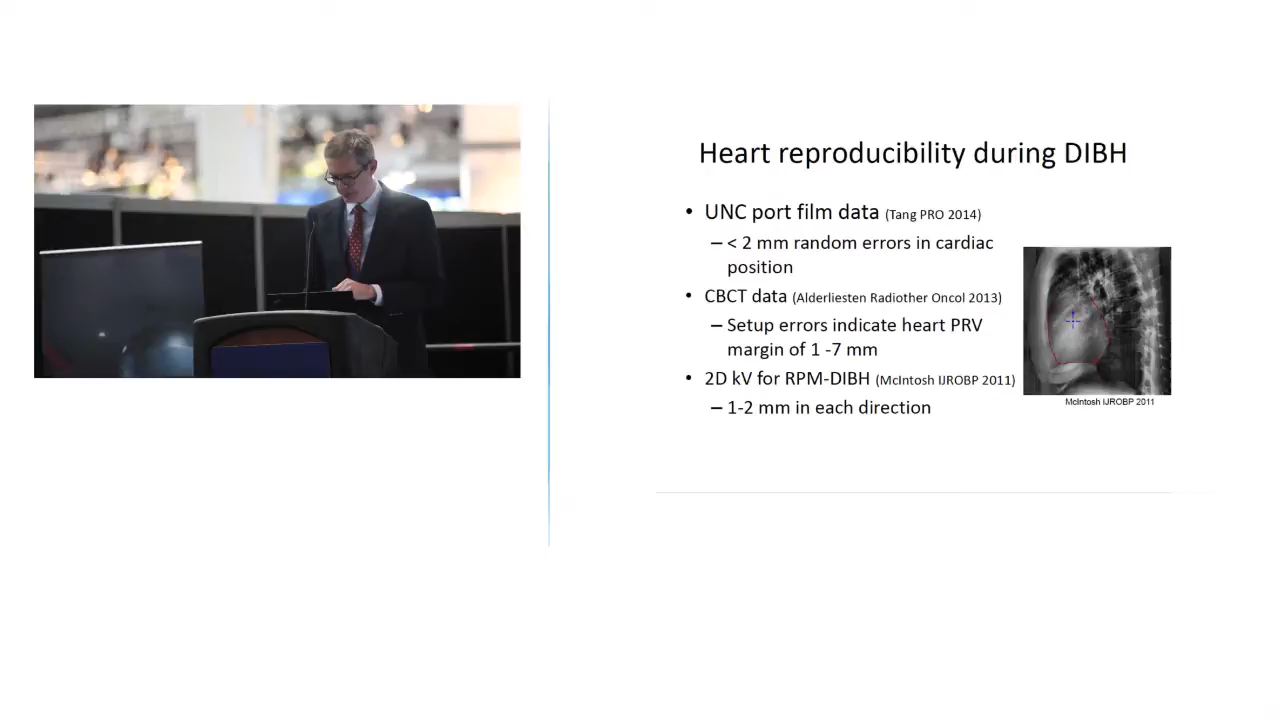 Heart reproducibility during DIBH
• UNC port film data (Tang PRO 2014)
– < 2 mm random errors in cardiac
position
• CBCT data (Alderliesten Radiother Oncol 2013)
– Setup errors indicate heart PRV
margin of 1 -7 mm
• 2D kV for RPM-DIBH (McIntosh IJROBP 2011)
– 1-2 mm in each direction
McIntosh IJROBP 2011